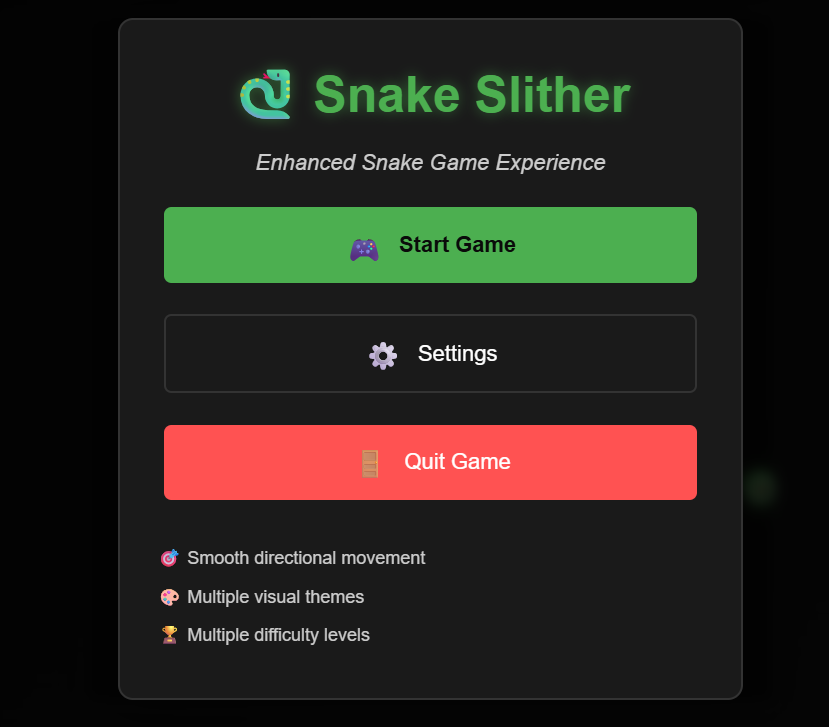 Snake Slither
Enhanced Snake Game Experience
Start Game
Settings
Quit Game
Smooth directional movement
Multiple visual themes
Multiple difficulty levels